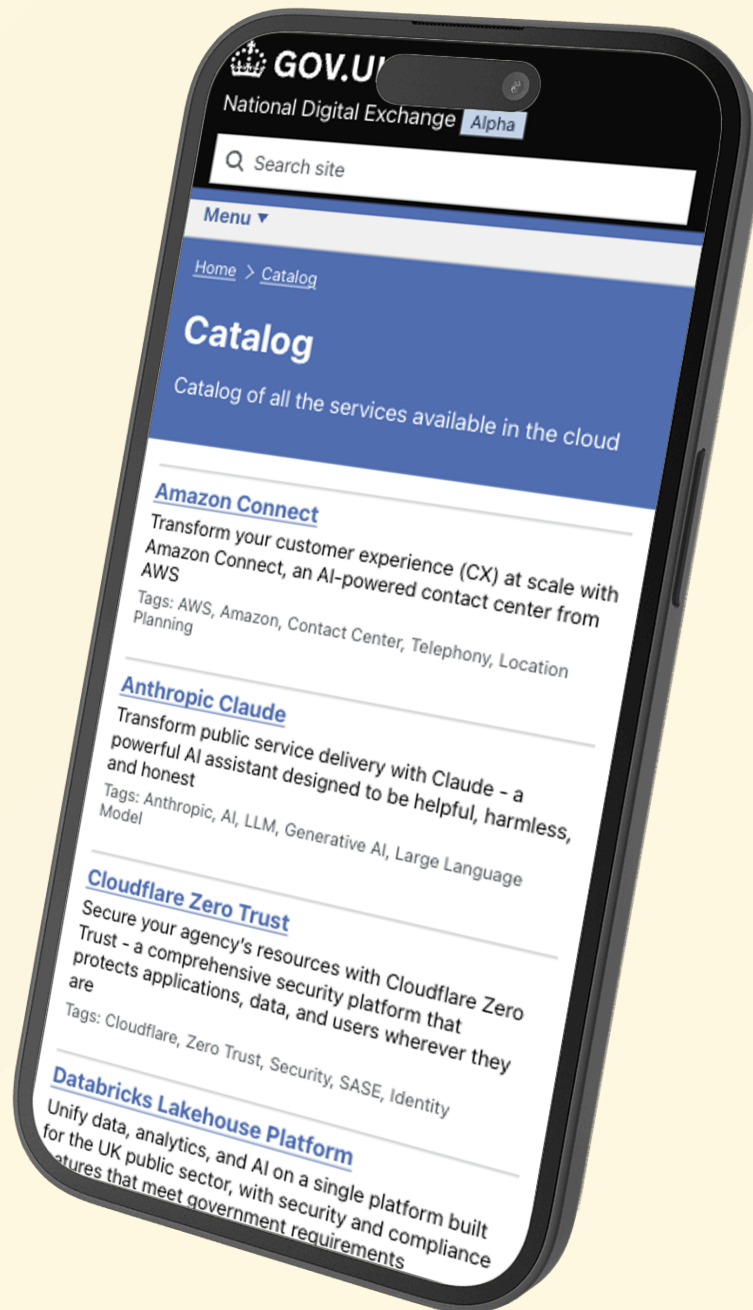 GOV.U
National Digital Exchange Alpha
Search site
Menu ▼
Home > Catalog
Catalog
Catalog of all the services available in the cloud
Amazon Connect
Transform your customer experience (CX) at scale with
Amazon Connect, an AI-powered contact center from
AWS
Tags: AWS, Amazon, Contact Center, Telephony, Location
Planning
Anthropic Claude
Transform public service delivery with Claude - a
powerful AI assistant designed to be helpful, harmless,
and honest
Tags: Anthropic, AI, LLM, Generative AI, Large Language
Model
Cloudflare Zero Trust
Secure your agency's resources with Cloudflare Zero
Trust - a comprehensive security platform that
protects applications, data, and users wherever they
are
Tags: Cloudflare, Zero Trust, Security, SASE, Identity
Databricks Lakehouse Platform
Unify data, analytics, and AI on a single platform built
for the UK public sector, with security and compliance
atures that meet government requirements